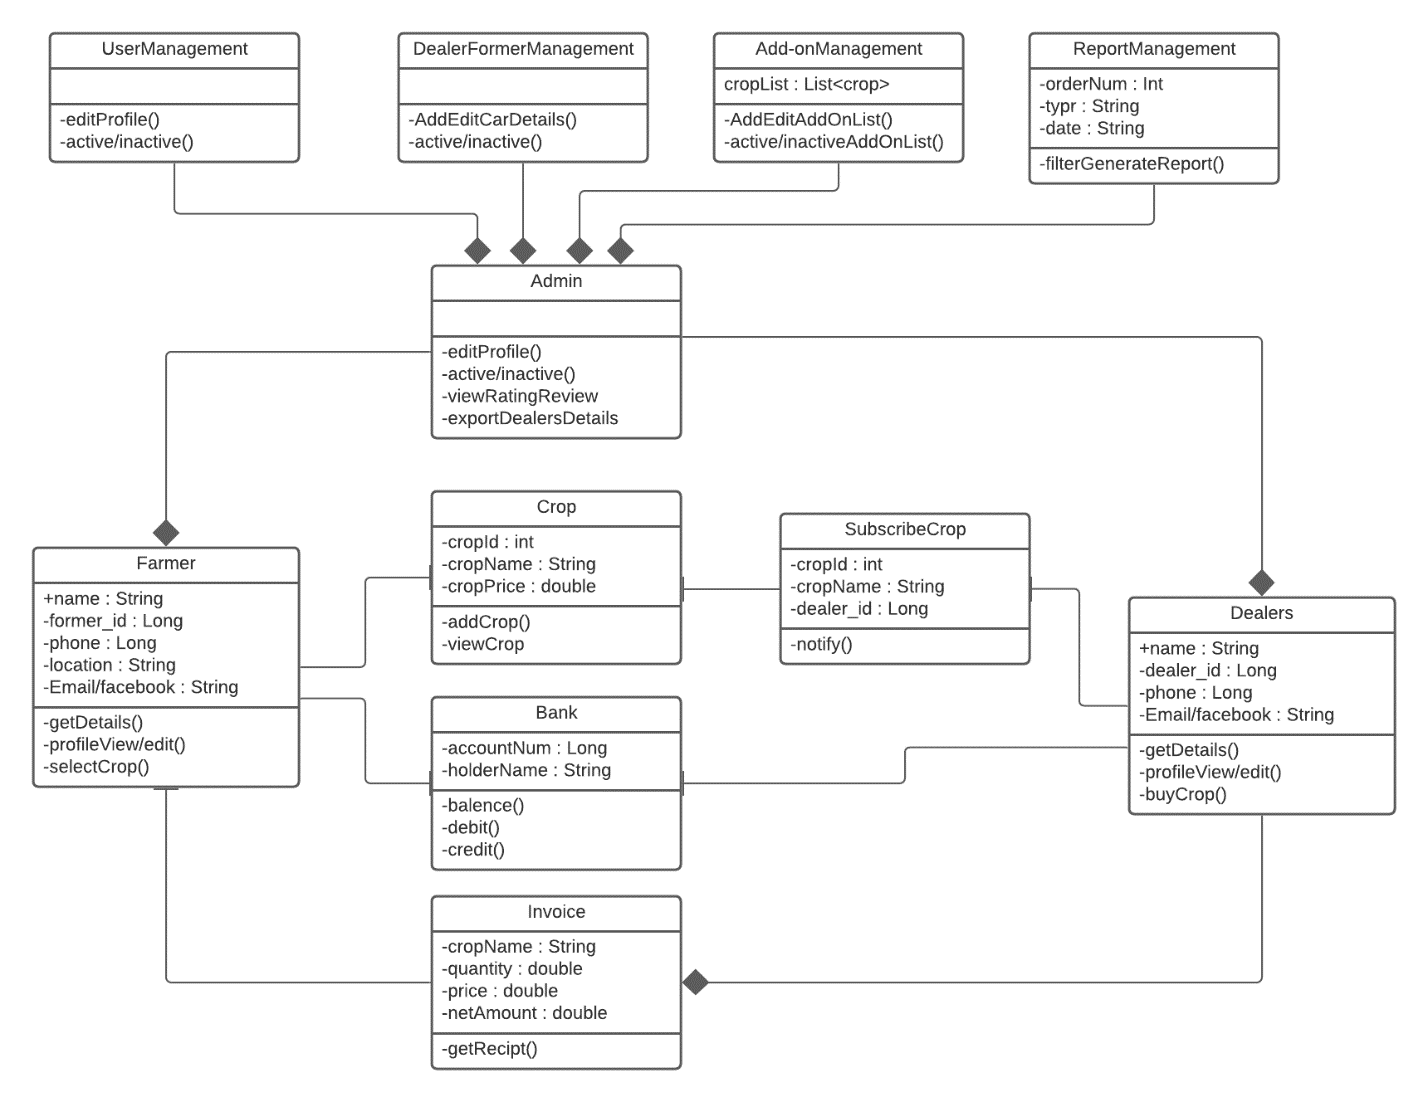 UserManagement
-editProfile()
-active/inactive()
DealerFormerManagement
-AddEditCarDetails()
-active/inactive()
Add-onManagement
cropList : List<crop>
-AddEditAddOnList()
-active/inactiveAddOnList()
ReportManagement
-orderNum : Int
-typr : String
-date : String
-filterGenerateReport()
Admin
-editProfile()
-active/inactive()
-viewRatingReview
-exportDealersDetails
Farmer
+name : String
-former_id : Long
-phone : Long
-location : String
-Email/facebook : String
-getDetails()
-profileView/edit()
-selectCrop()
Crop
-cropId : int
-cropName : String
-cropPrice : double
-addCrop()
-viewCrop
SubscribeCrop
-cropId : int
-cropName : String
-dealer_id : Long
-notify()
Dealers
+name : String
-dealer_id : Long
-phone : Long
-Email/facebook : String
-getDetails()
-profileView/edit()
-buyCrop()
Bank
-accountNum : Long
-holderName : String
-balence()
-debit()
-credit()
Invoice
-cropName : String
-quantity : double
-price : double
-netAmount : double
-getRecipt()